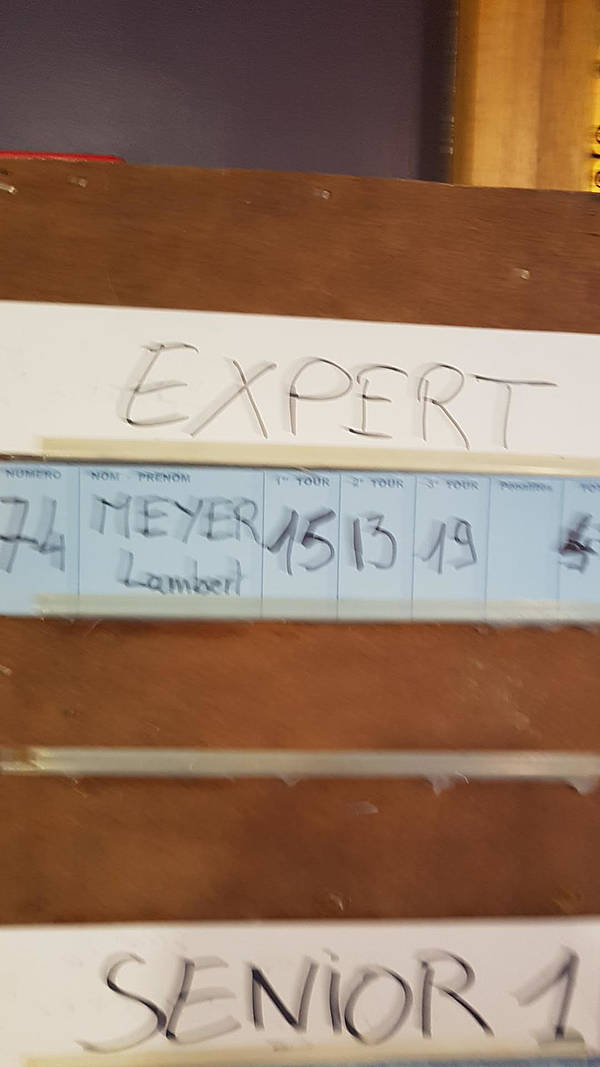 EXPERT
NUMERO NOM - PRENOM 1er TOUR 2e TOUR 3e TOUR Pénalités
74 MEYER 15 13 19
Lambert
SENIOR 1